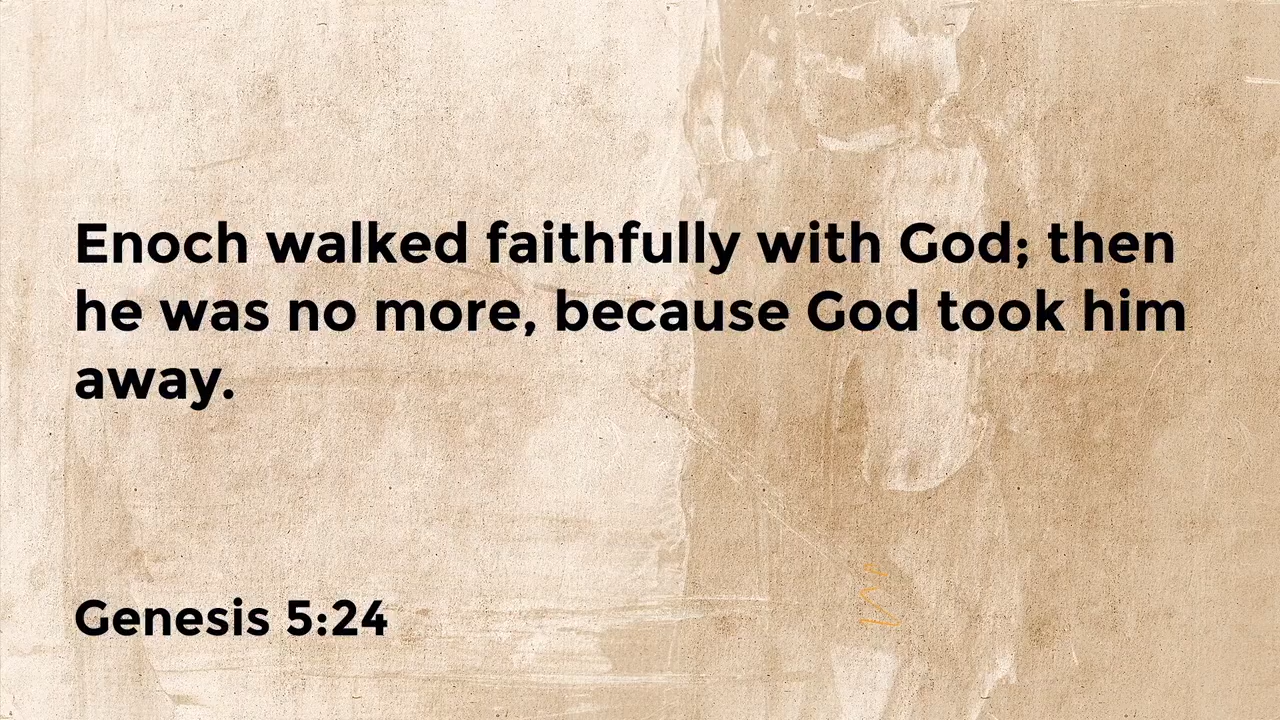 Enoch walked faithfully with God; then
he was no more, because God took him
away.
Genesis 5:24